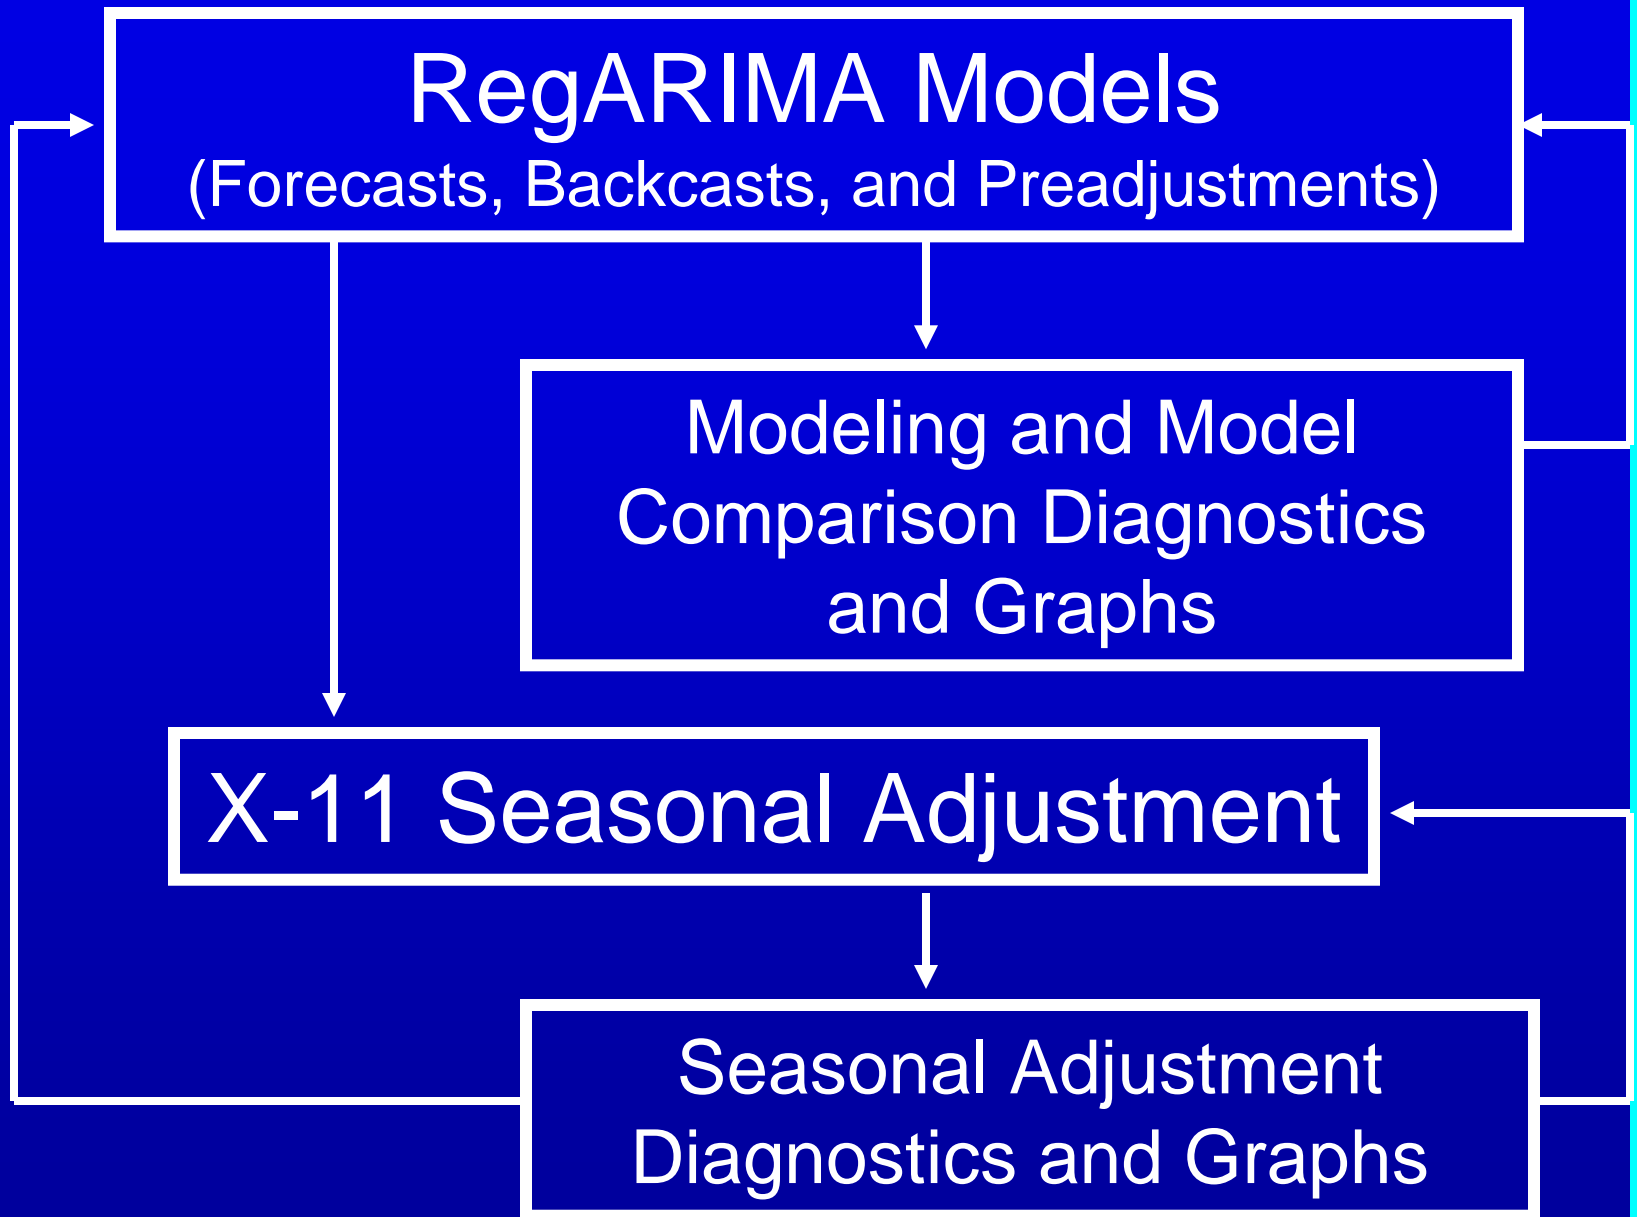 RegARIMA Models
(Forecasts, Backcasts, and Preadjustments)
Modeling and Model
Comparison Diagnostics
and Graphs
X-11 Seasonal Adjustment
Seasonal Adjustment
Diagnostics and Graphs